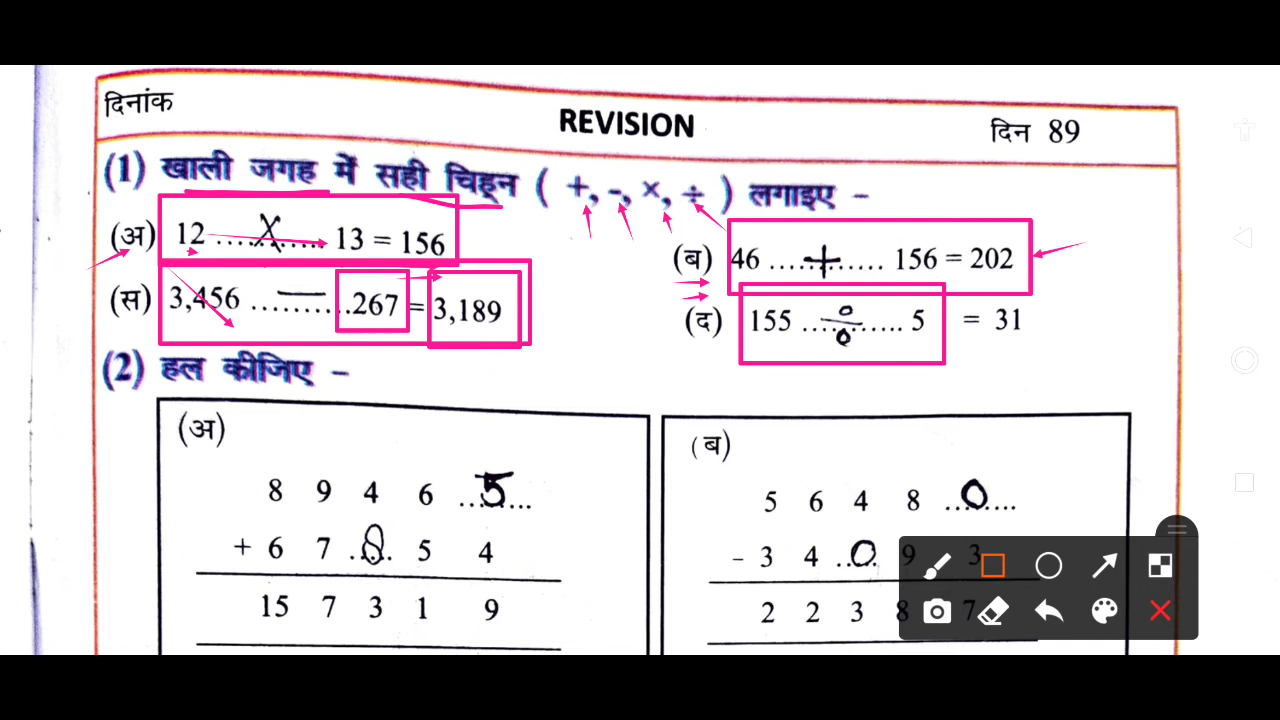 दिनांक REVISION दिन 89
(1) खाली जगह में सही चिह्न ( +, -, ×, ÷ ) लगाइए -
(अ) 12 .....×..... 13 = 156
(ब) 46 .....+..... 156 = 202
(स) 3,456 .....—..... 267 = 3,189
(द) 155 .....÷..... 5 = 31
(2) हल कीजिए -
(अ)
8 9 4 6 ...5...
+ 6 7 ...8... 5 4
15 7 3 1 9
(ब)
5 6 4 8 ...0...
- 3 4 ...0... 9 3
2 2 3 8 7